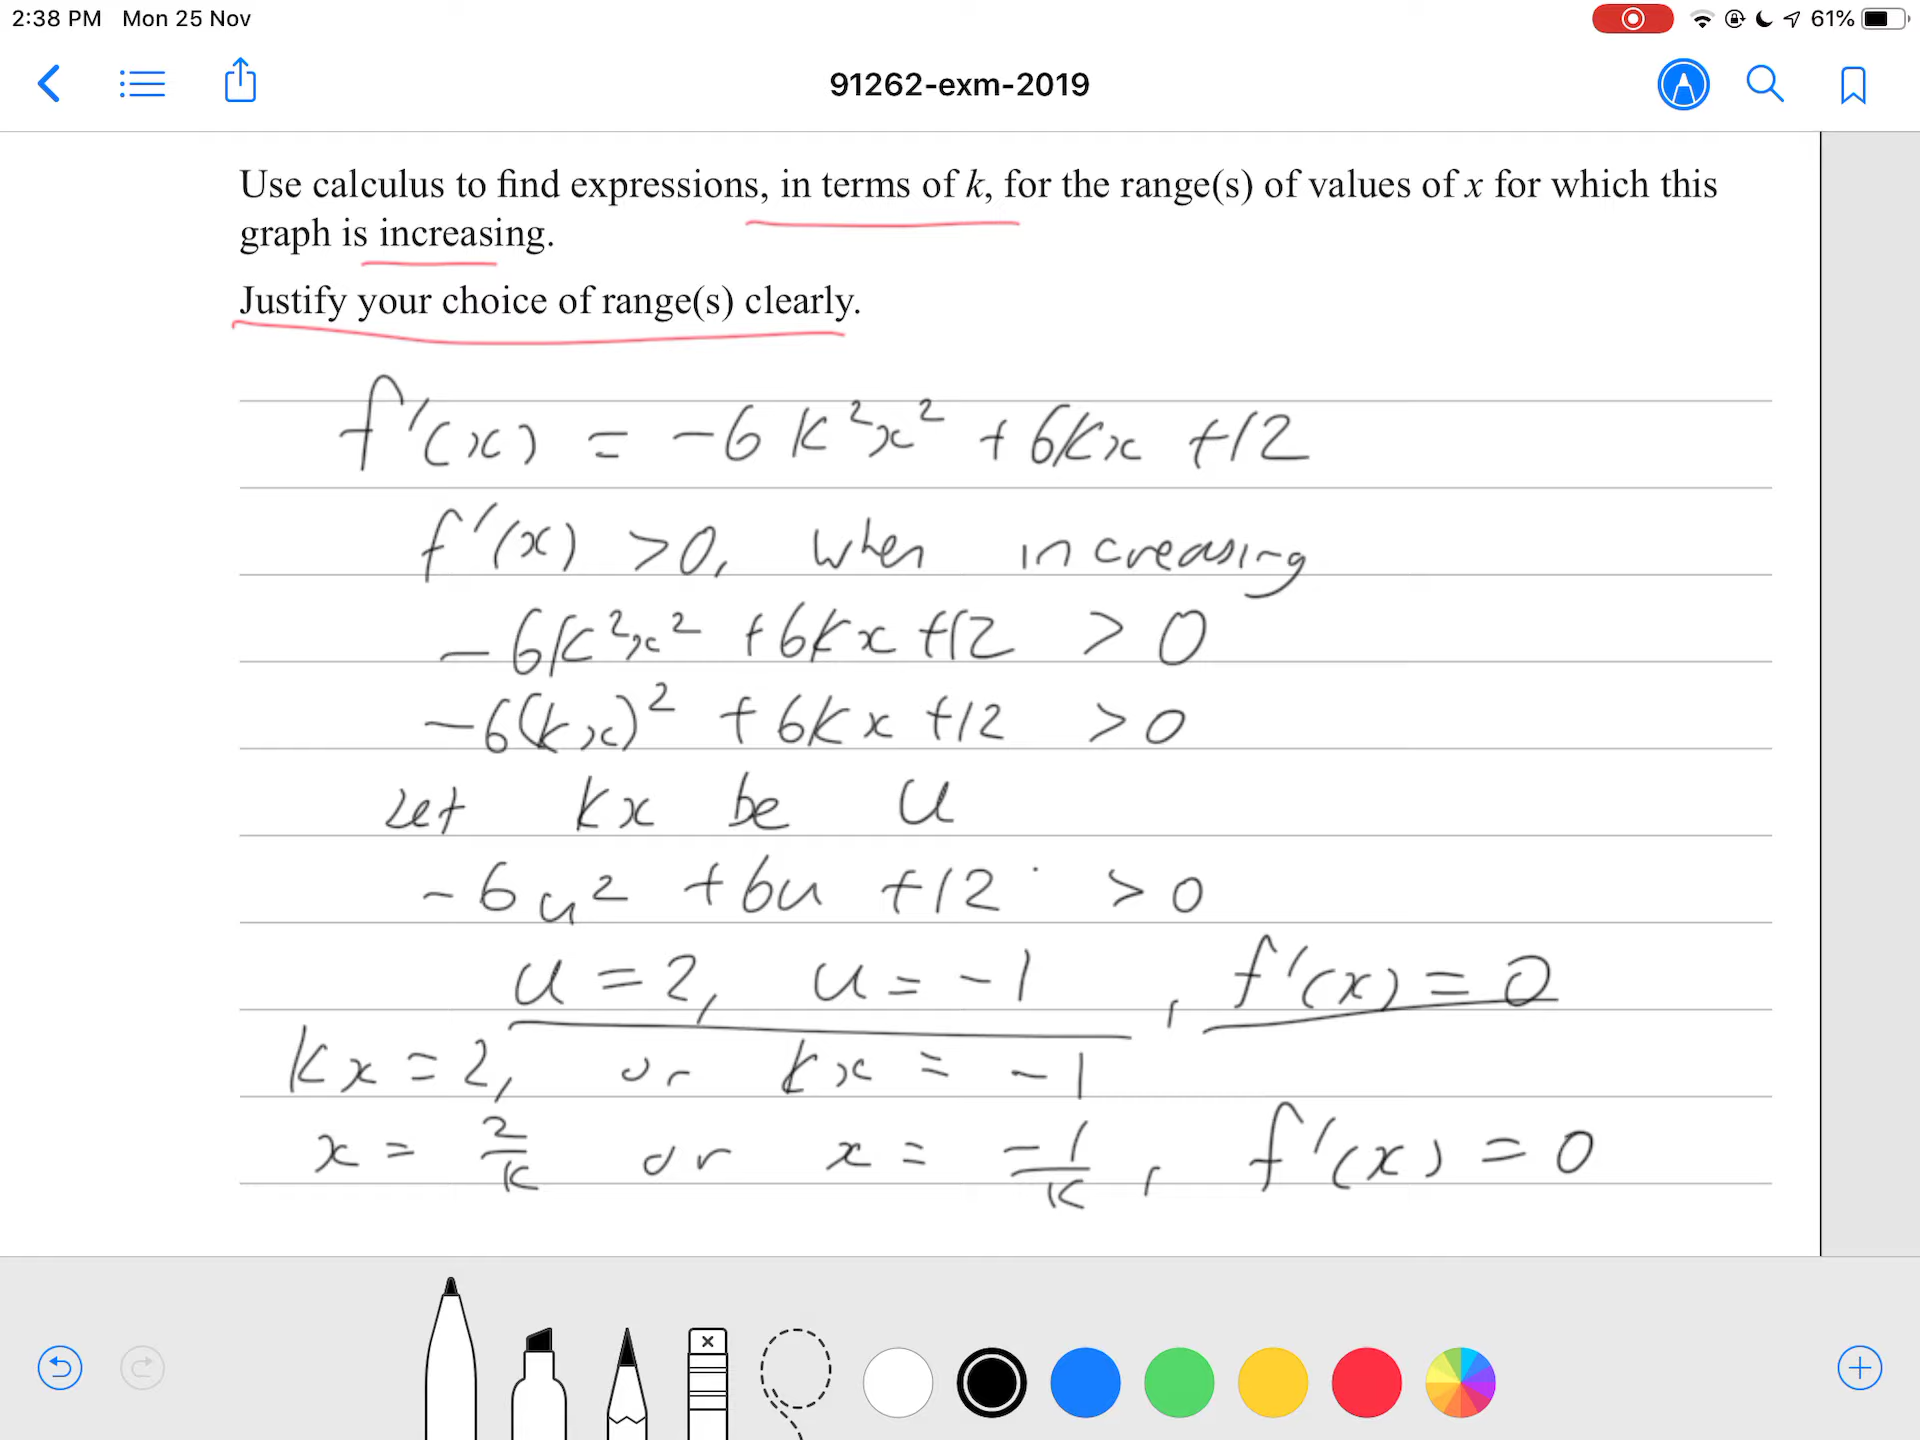 2:38 PM Mon 25 Nov 61%
91262-exm-2019
Use calculus to find expressions, in terms of k, for the range(s) of values of x for which this
graph is increasing.
Justify your choice of range(s) clearly.
f'(x) = -6k²x² + 6kx + 12
f'(x) > 0, when increasing
-6k²x² + 6kx + 12 > 0
-6(kx)² + 6kx + 12 > 0
Let kx be u
-6u² + 6u + 12 > 0
u = 2, u = -1, f'(x) = 0
kx = 2, or kx = -1
x = 2/k or x = -1/k, f'(x) = 0